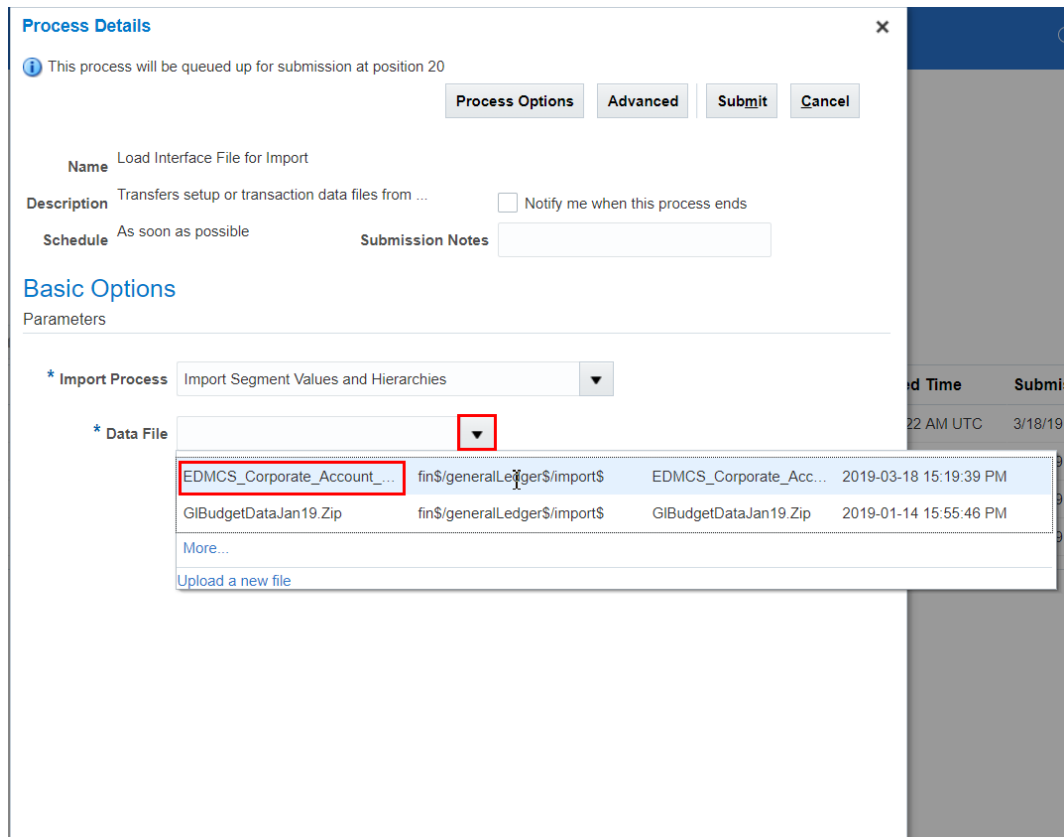 Process Details
This process will be queued up for submission at position 20
Process Options Advanced Submit Cancel
Name Load Interface File for Import
Description Transfers setup or transaction data files from ...
Notify me when this process ends
Schedule As soon as possible
Submission Notes
Basic Options
Parameters
* Import Process Import Segment Values and Hierarchies
ed Time Submi
* Data File
22 AM UTC 3/18/19
EDMCS_Corporate_Account_... fin$/generalLedger$/import$ EDMCS_Corporate_Acc... 2019-03-18 15:19:39 PM
GlBudgetDataJan19.Zip fin$/generalLedger$/import$ GlBudgetDataJan19.Zip 2019-01-14 15:55:46 PM
More...
Upload a new file